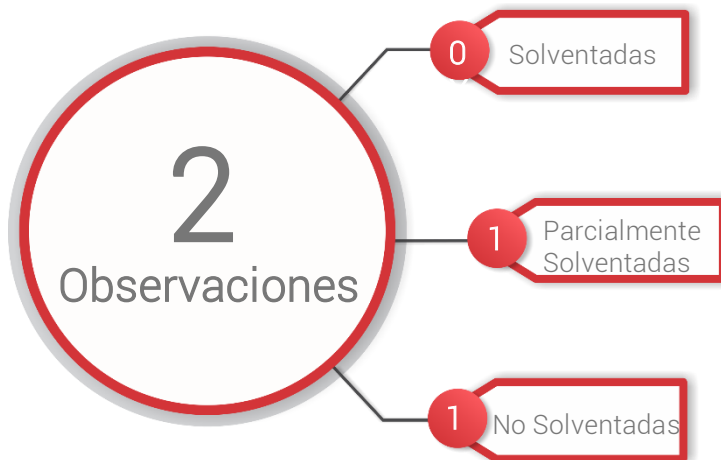 2
Observaciones
0
Solventadas
1
Parcialmente
Solventadas
1
No Solventadas